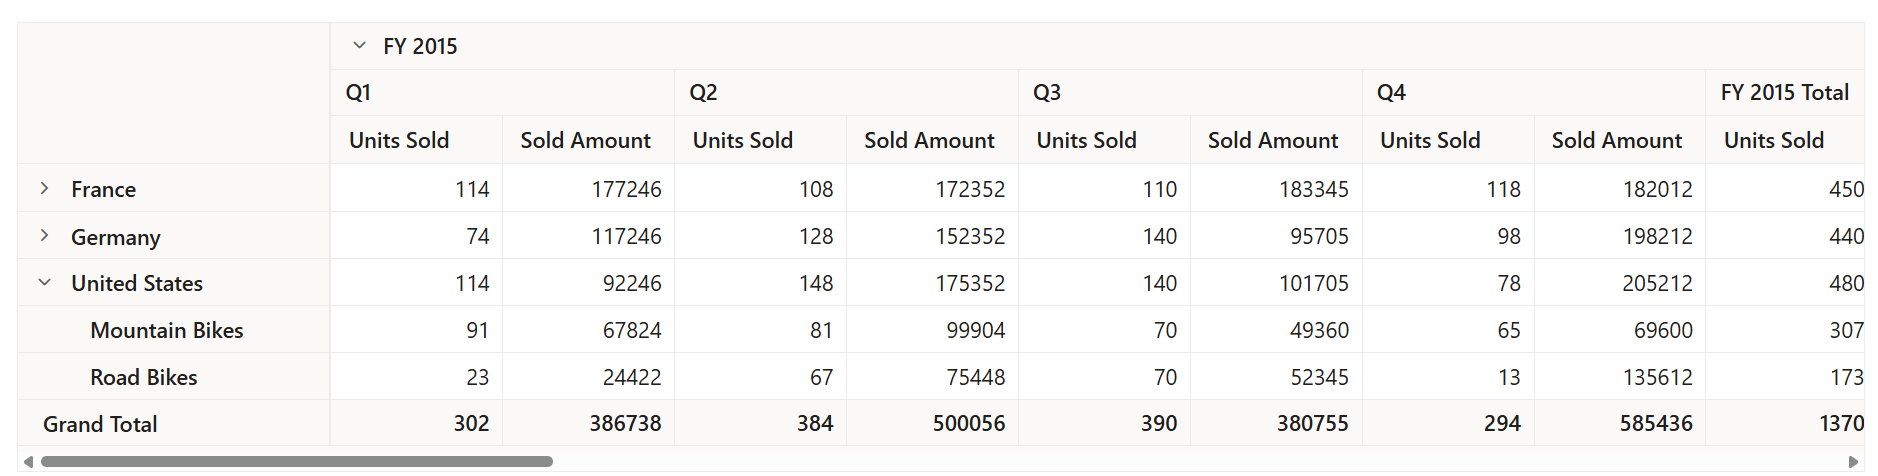 FY 2015
Q1 Q2 Q3 Q4 FY 2015 Total
Units Sold Sold Amount Units Sold Sold Amount Units Sold Sold Amount Units Sold Sold Amount Units Sold
France 114 177246 108 172352 110 183345 118 182012 450
Germany 74 117246 128 152352 140 95705 98 198212 440
United States 114 92246 148 175352 140 101705 78 205212 480
Mountain Bikes 91 67824 81 99904 70 49360 65 69600 307
Road Bikes 23 24422 67 75448 70 52345 13 135612 173
Grand Total 302 386738 384 500056 390 380755 294 585436 1370